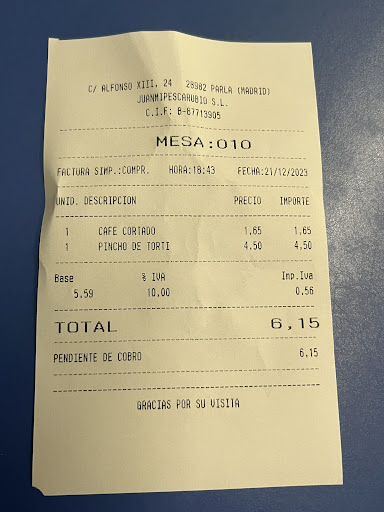 C/ ALFONSO XIII, 24 28982 PARLA (MADRID)
JUANMIPESCARUBIO S.L.
C.I.F: B-87713905
MESA:010
FACTURA SIMP.:COMPR. HORA:18:43 FECHA:21/12/2023
UNID. DESCRIPCION PRECIO IMPORTE
1 CAFE CORTADO 1,65 1,65
1 PINCHO DE TORTI 4,50 4,50
Base % IVA Imp.Iva
5,59 10,00 0,56
TOTAL 6,15
PENDIENTE DE COBRO 6,15
GRACIAS POR SU VISITA